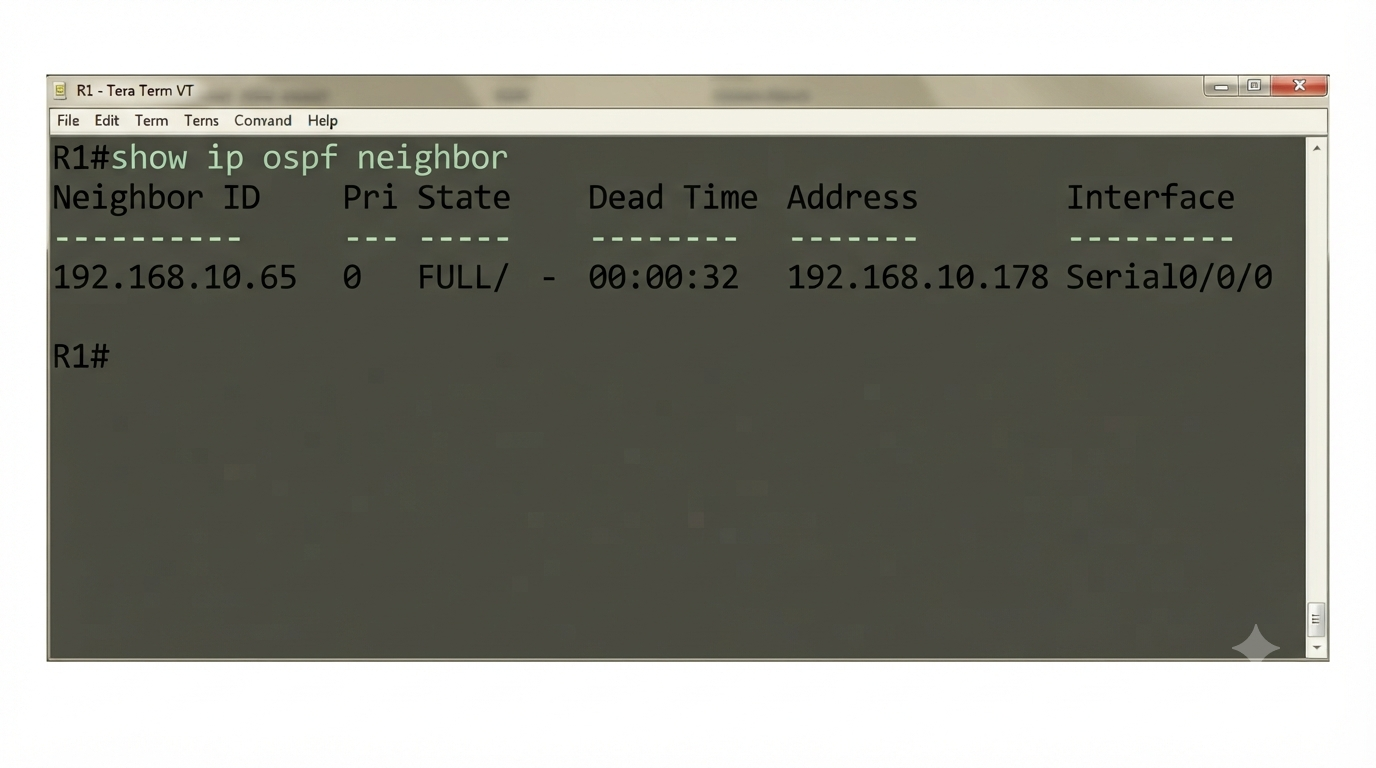 R1 - Tera Term VT
File Edit Term Terns Convand Help
R1#show ip ospf neighbor
Neighbor ID Pri State Dead Time Address Interface
---------- --- ----- -------- ------- ---------
192.168.10.65 0 FULL/ - 00:00:32 192.168.10.178 Serial0/0/0
R1#